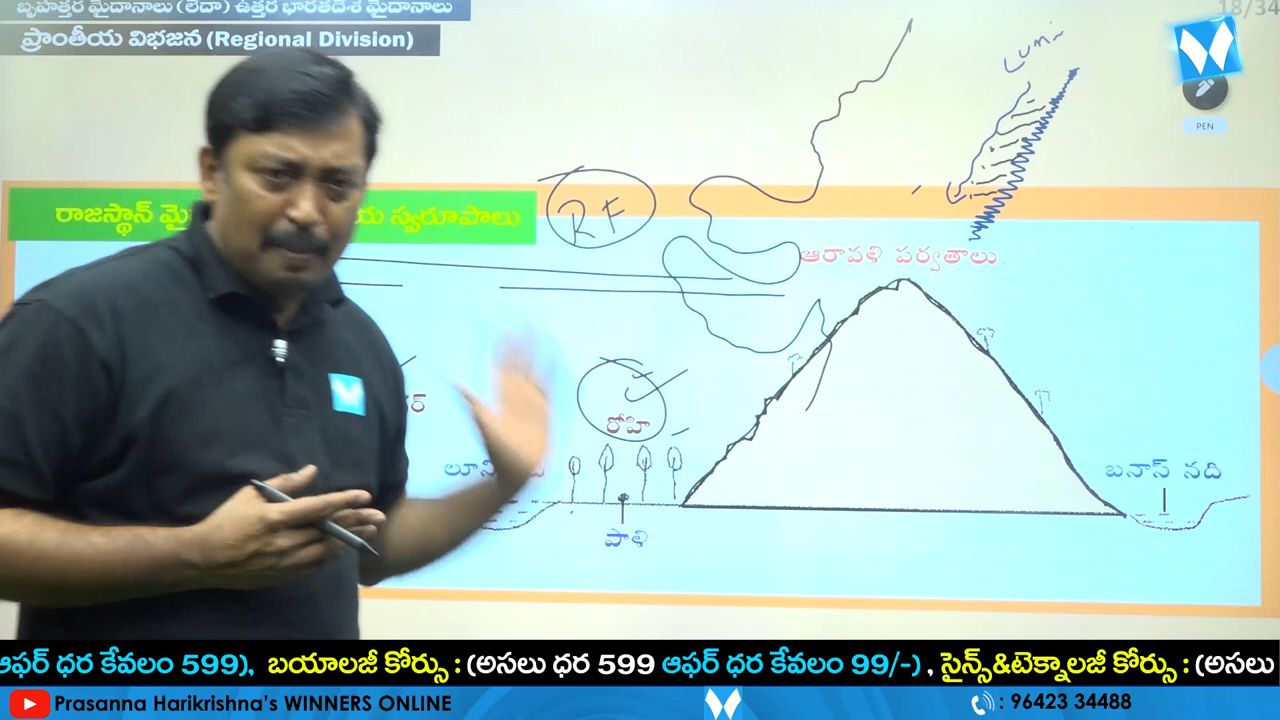 బృహత్తర మైదానాలు (లేదా) ఉత్తర భారతదేశ మైదానాలు
18/34
ప్రాంతీయ విభజన (Regional Division)
PEN
RF
రాజస్థాన్ స్వరూపాలు
ఆరావళి పర్వతాలు
రోహి
బనాస్ నది
పాళి
ఆఫర్ ధర కేవలం 599), బయాలజీ కోర్సు : (అసలు ధర 599 ఆఫర్ ధర కేవలం 99/-) , సైన్స్&టెక్నాలజీ కోర్సు : (అసలు
Prasanna Harikrishna's WINNERS ONLINE
: 96423 34488